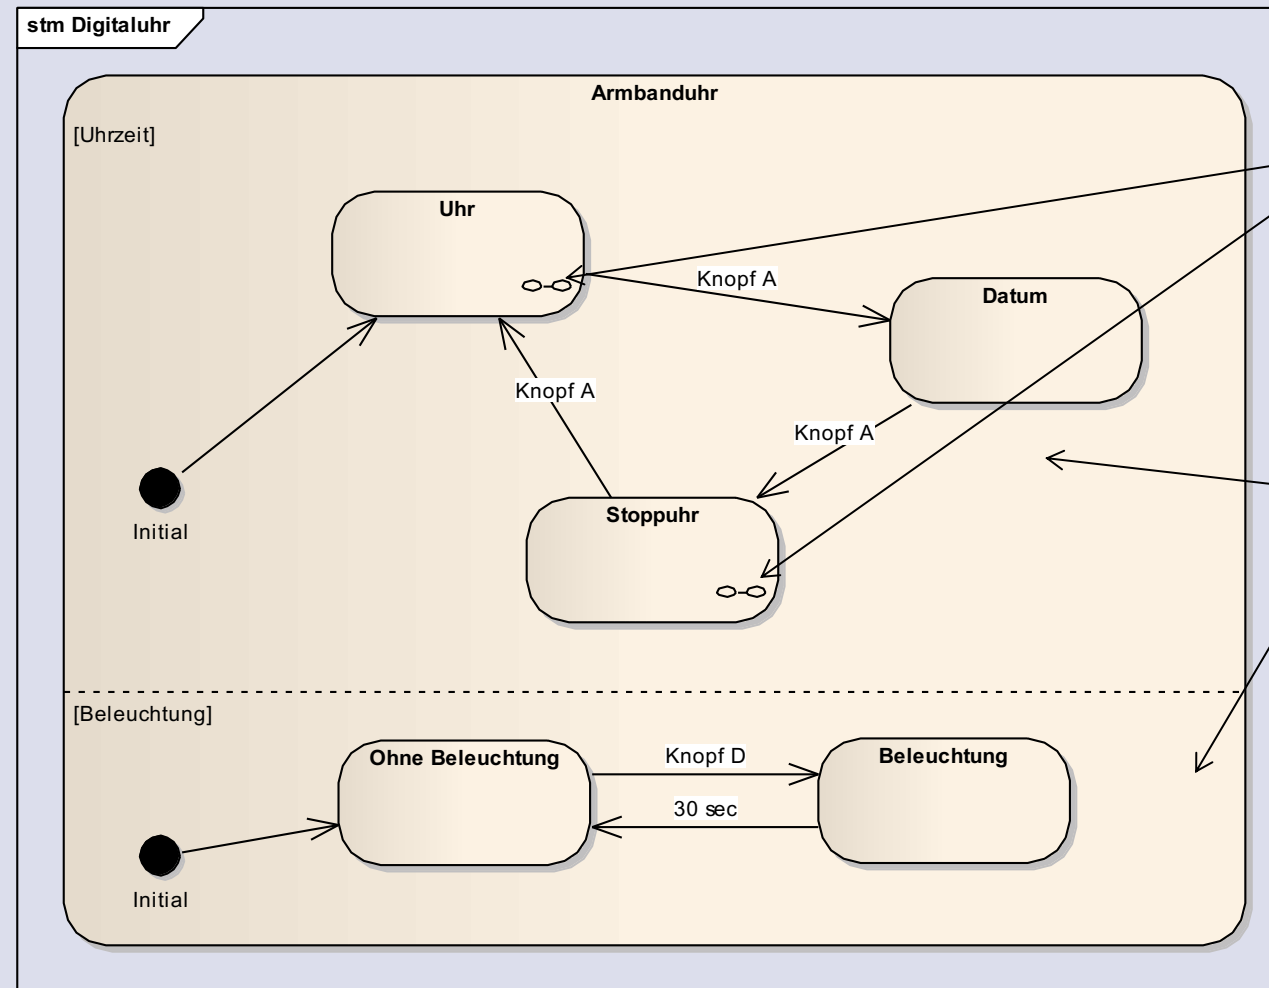 stm Digitaluhr
Armbanduhr
[Uhrzeit]
Uhr
Knopf A
Datum
Knopf A
Knopf A
Stoppuhr
Initial
[Beleuchtung]
Ohne Beleuchtung
Knopf D
Beleuchtung
30 sec
Initial